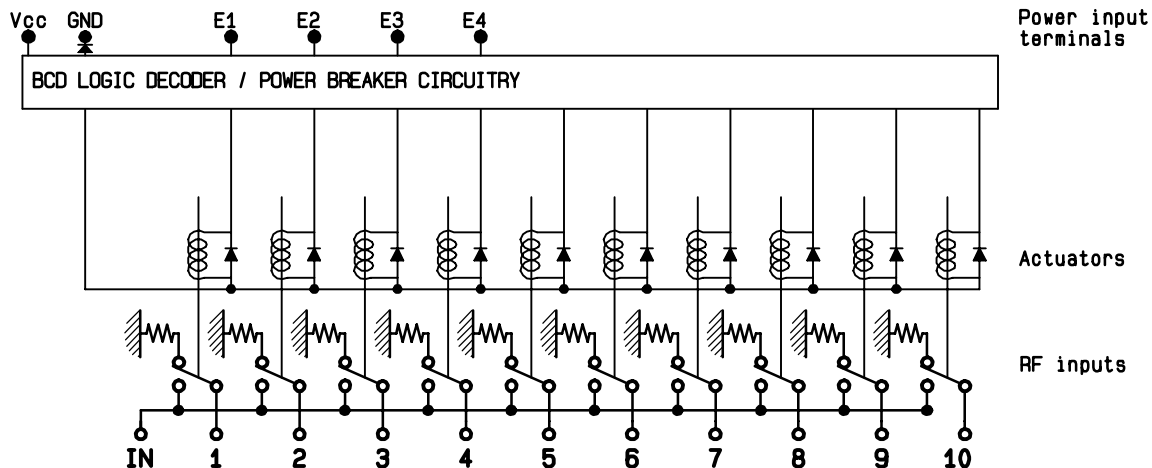 Vcc GND E1 E2 E3 E4 Power input
terminals
BCD LOGIC DECODER / POWER BREAKER CIRCUITRY
Actuators
RF inputs
IN 1 2 3 4 5 6 7 8 9 10